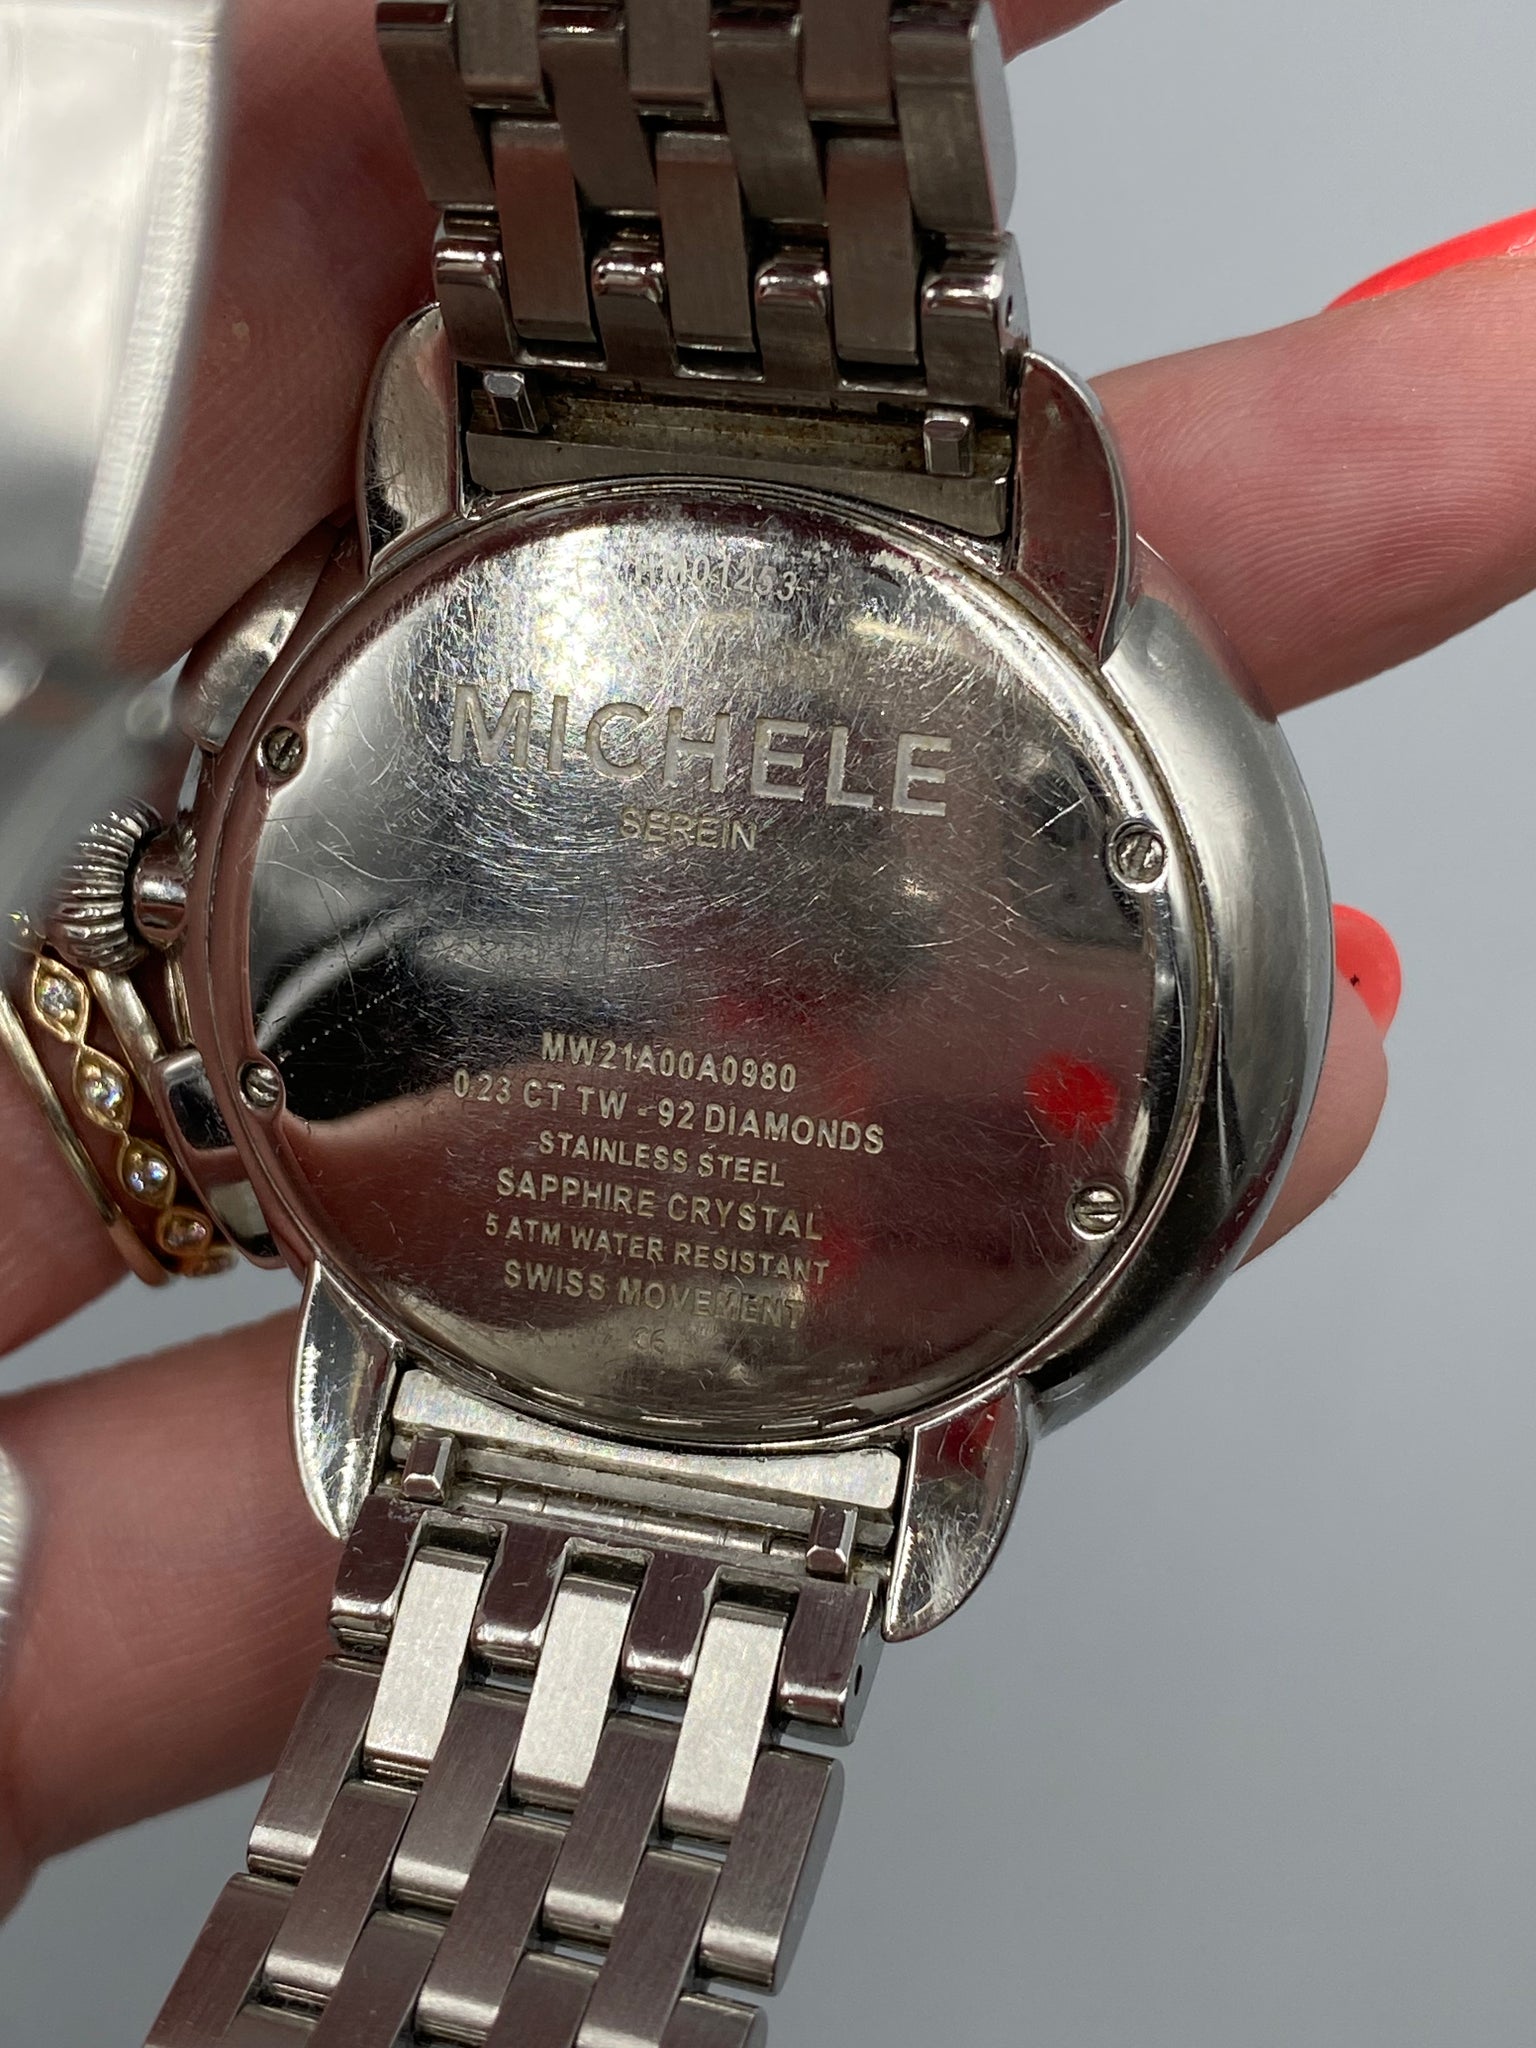 HM01253
MICHELE
SEREIN
MW21A00A0980
0.23 CT TW - 92 DIAMONDS
STAINLESS STEEL
SAPPHIRE CRYSTAL
5 ATM WATER RESISTANT
SWISS MOVEMENT